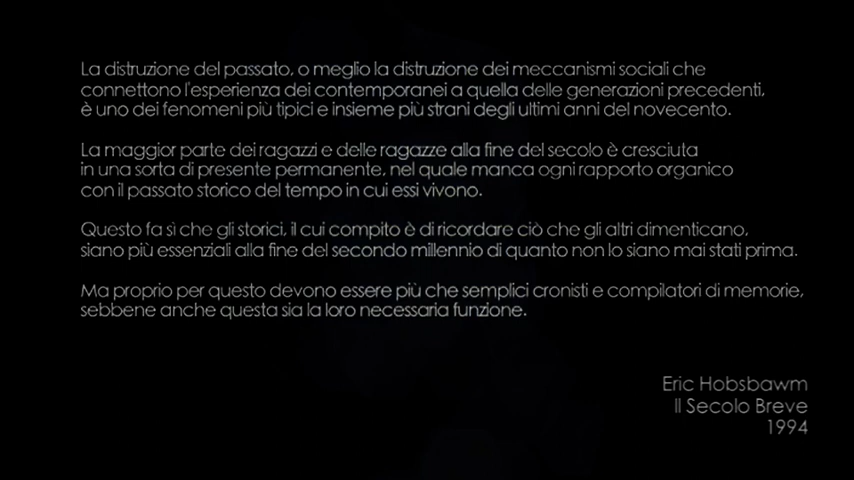 La distruzione del passato, o meglio la distruzione dei meccanismi sociali che
connettono l'esperienza dei contemporanei a quella delle generazioni precedenti,
è uno dei fenomeni più tipici e insieme più strani degli ultimi anni del novecento.
La maggior parte dei ragazzi e delle ragazze alla fine del secolo è cresciuta
in una sorta di presente permanente, nel quale manca ogni rapporto organico
con il passato storico del tempo in cui essi vivono.
Questo fa sì che gli storici, il cui compito è di ricordare ciò che gli altri dimenticano,
siano più essenziali alla fine del secondo millennio di quanto non lo siano mai stati prima.
Ma proprio per questo devono essere più che semplici cronisti e compilatori di memorie,
sebbene anche questa sia la loro necessaria funzione.
Eric Hobsbawm
Il Secolo Breve
1994